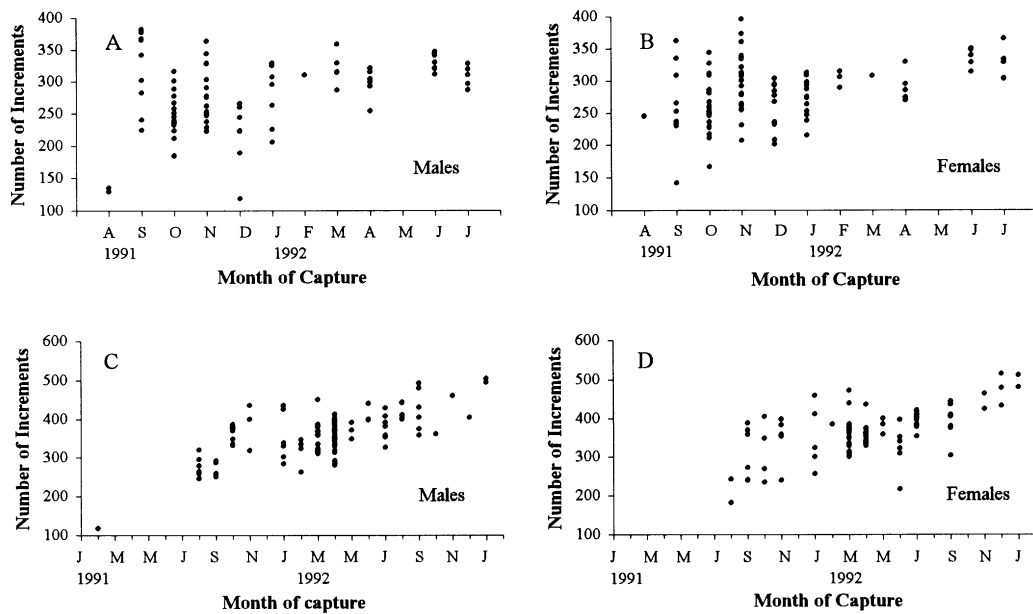 400
350
300
250
200
150
100
Number of Increments
A
Males
A S O N D J F M A J J
1991 1992
Month of Capture
400
350
300
250
200
150
100
Number of Increments
B
Females
A S O N D J F M A M J J
1991 1992
Month of Capture
600
500
400
300
200
100
Number of Increments
C
Males
J M M J S N J M M J S N J
1991 1992
Month of capture
600
500
400
300
200
100
Number of Increments
D
Females
J M M J S N J M M J S N J
1991 1992
Month of Capture